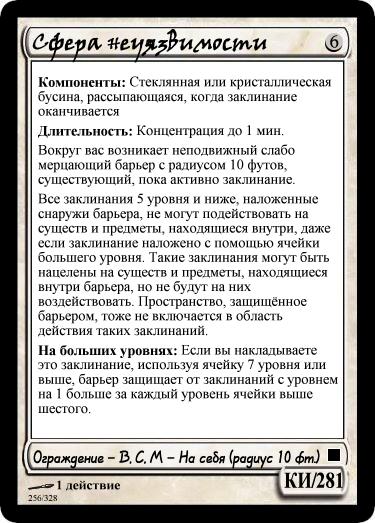 Сфера неуязвимости 6
Компоненты: Стеклянная или кристаллическая
бусина, рассыпающаяся, когда заклинание
оканчивается
Длительность: Концентрация до 1 мин.
Вокруг вас возникает неподвижный слабо
мерцающий барьер с радиусом 10 футов,
существующий, пока активно заклинание.
Все заклинания 5 уровня и ниже, наложенные
снаружи барьера, не могут подействовать на
существ и предметы, находящиеся внутри, даже
если заклинание наложено с помощью ячейки
большего уровня. Такие заклинания могут быть
нацелены на существ и предметы, находящиеся
внутри барьера, но не будут на них
воздействовать. Пространство, защищённое
барьером, тоже не включается в область
действия таких заклинаний.
На больших уровнях: Если вы накладываете
это заклинание, используя ячейку 7 уровня или
выше, барьер защищает от заклинаний с уровнем
на 1 больше за каждый уровень ячейки выше
шестого.
Ограждение – В, С, М – На себя (радиус 10 фт.)
1 действие
КИ/281
256/328